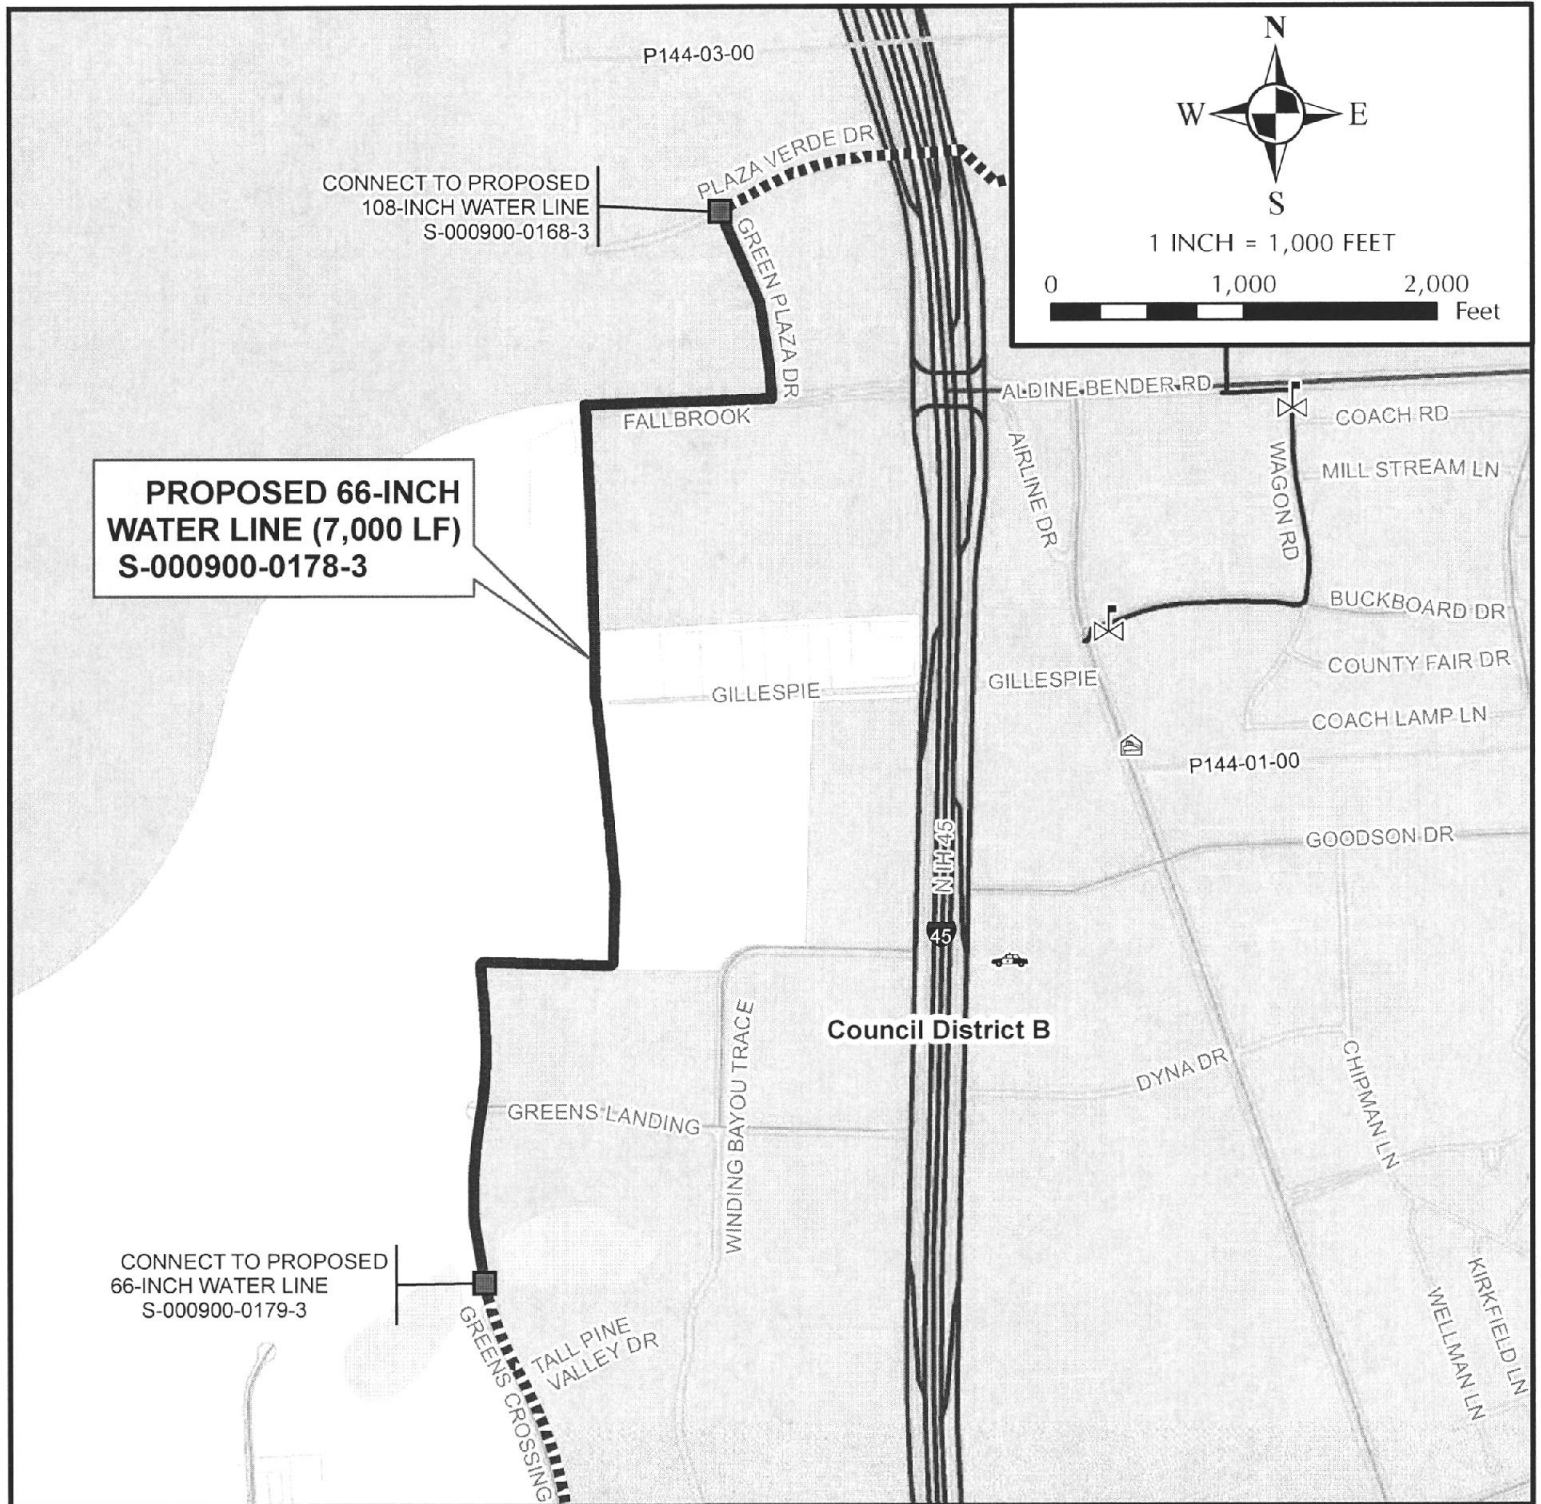 P144-03-00
N
W E
S
1 INCH = 1,000 FEET
0 1,000 2,000
Feet
PLAZA VERDE DR
CONNECT TO PROPOSED
108-INCH WATER LINE
S-000900-0168-3
GREEN PLAZA DR
FALLBROOK
ALDINE BENDER RD
COACH RD
AIRLINE DR
WAGON RD
MILL STREAM LN
PROPOSED 66-INCH
WATER LINE (7,000 LF)
S-000900-0178-3
BUCKBOARD DR
COUNTY FAIR DR
GILLESPIE
GILLESPIE
COACH LAMP LN
P144-01-00
GOODSON DR
N IH 45
45
Council District B
DYNA DR
CHIPMAN LN
GREENS LANDING
WINDING BAYOU TRACE
CONNECT TO PROPOSED
66-INCH WATER LINE
S-000900-0179-3
GREENS CROSSING
TALL PINE
VALLEY DR
WELLMAN LN
KIRKFIELD LN